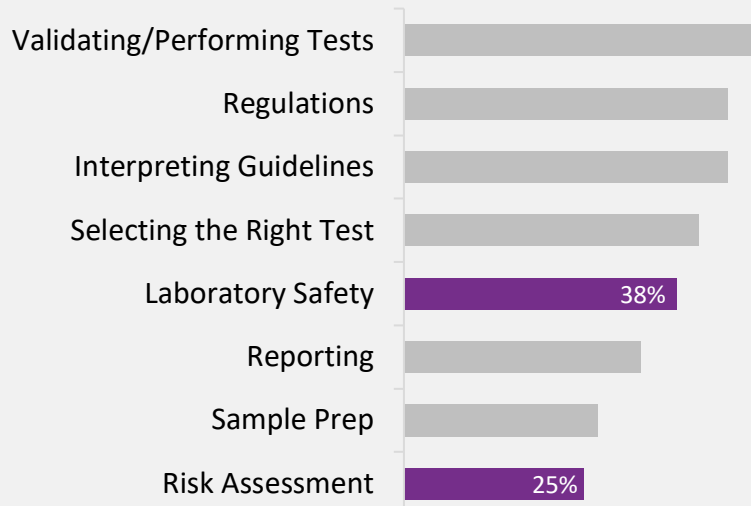 Validating/Performing Tests
Regulations
Interpreting Guidelines
Selecting the Right Test
Laboratory Safety
38%
Reporting
Sample Prep
Risk Assessment
25%